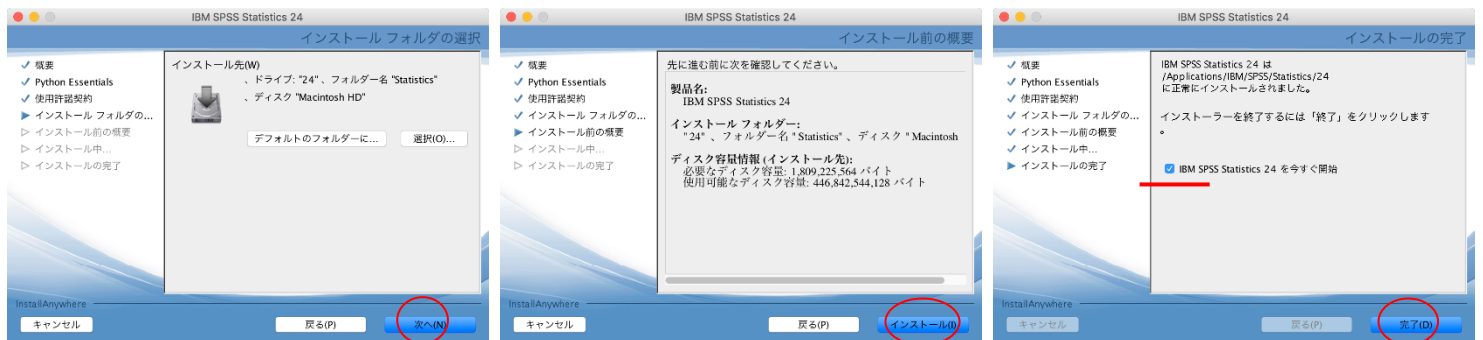 IBM SPSS Statistics 24
インストール フォルダの選択
概要
Python Essentials
使用許諾契約
インストール フォルダの...
インストール前の概要
インストール中...
インストールの完了
インストール先(W)
、ドライブ: "24" 、フォルダー名 "Statistics"
、ディスク "Macintosh HD"
デフォルトのフォルダーに... 選択(O)...
InstallAnywhere
キャンセル 戻る(P) 次へ(N)
IBM SPSS Statistics 24
インストール前の概要
概要
Python Essentials
使用許諾契約
インストール フォルダの...
インストール前の概要
インストール中...
インストールの完了
先に進む前に次を確認してください。
製品名:
IBM SPSS Statistics 24
インストール フォルダー:
"24" 、フォルダー名 "Statistics" 、ディスク "Macintosh
ディスク容量情報 (インストール先):
必要なディスク容量: 1,809,225,564 バイト
使用可能なディスク容量: 446,842,544,128 バイト
InstallAnywhere
キャンセル 戻る(P) インストール(I)
IBM SPSS Statistics 24
インストールの完了
概要
Python Essentials
使用許諾契約
インストール フォルダの...
インストール前の概要
インストール中...
インストールの完了
IBM SPSS Statistics 24 は
/Applications/IBM/SPSS/Statistics/24
に正常にインストールされました。
インストーラーを終了するには「終了」をクリックします
。
IBM SPSS Statistics 24 を今すぐ開始
InstallAnywhere
キャンセル 戻る(P) 完了(D)